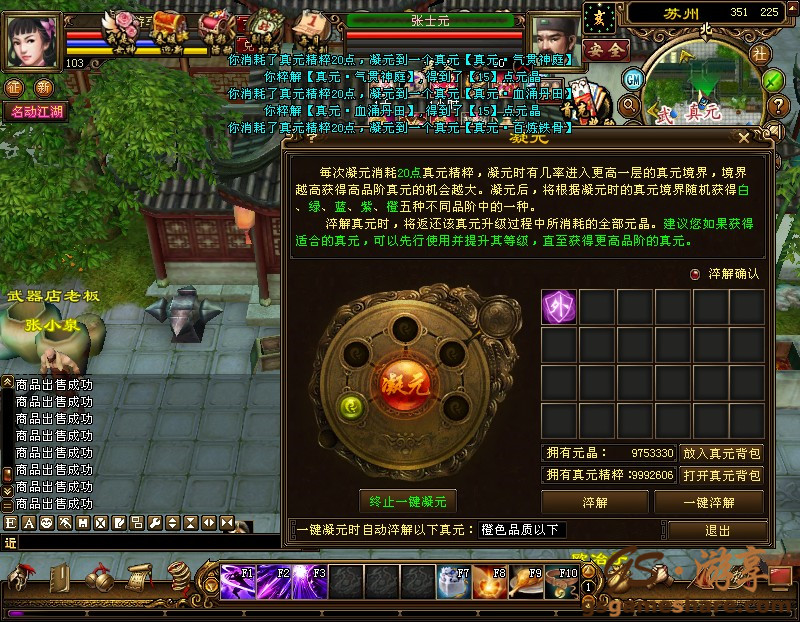 张士元
苏州
351 225
北
103
安全
社
GM
征
新
名动江湖
真元
你消耗了真元精粹20点，凝元到一个真元【真元·气贯神庭】
你粹解【真元·气贯神庭】，得到了【15】点元晶
你消耗了真元精粹20点，凝元到一个真元【真元·血涌丹田】
你粹解【真元·血涌丹田】，得到了【15】点元晶
你消耗了真元精粹20点，凝元到一个真元【真元·百炼铁骨】
凝元
每次凝元消耗20点真元精粹，凝元时有几率进入更高一层的真元境界，境界
越高获得高品阶真元的机会越大。凝元后，将根据凝元时的真元境界随机获得白
、绿、蓝、紫、橙五种不同品阶中的一种。
淬解真元时，将返还该真元升级过程中所消耗的全部元晶。建议您如果获得
适合的真元，可以先行使用并提升其等级，直至获得更高品阶的真元。
淬解确认
武器店老板
张小泉
外
凝元
商品出售成功
商品出售成功
商品出售成功
商品出售成功
商品出售成功
商品出售成功
商品出售成功
商品出售成功
拥有元晶： 9753330
放入真元背包
拥有真元精粹：9992606
打开真元背包
终止一键凝元
淬解
一键淬解
一键凝元时自动淬解以下真元：
橙色品质以下
退出
近
F1
F2
F3
F7
F8
F9
F10
1